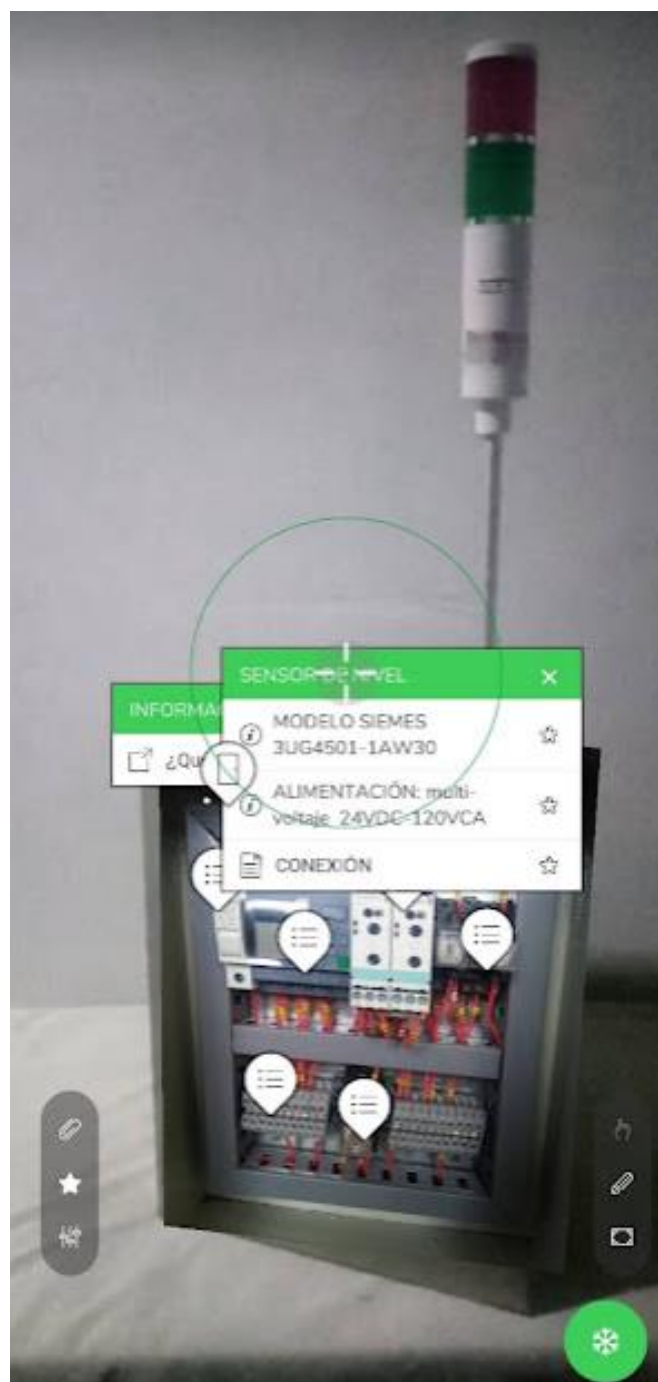 SENSOR DE NIVEL
INFORMA
MODELO SIEMES
3UG4501-1AW30
¿Qu
ALIMENTACIÓN: multi-
voltaje 24VDC-120VCA
CONEXIÓN